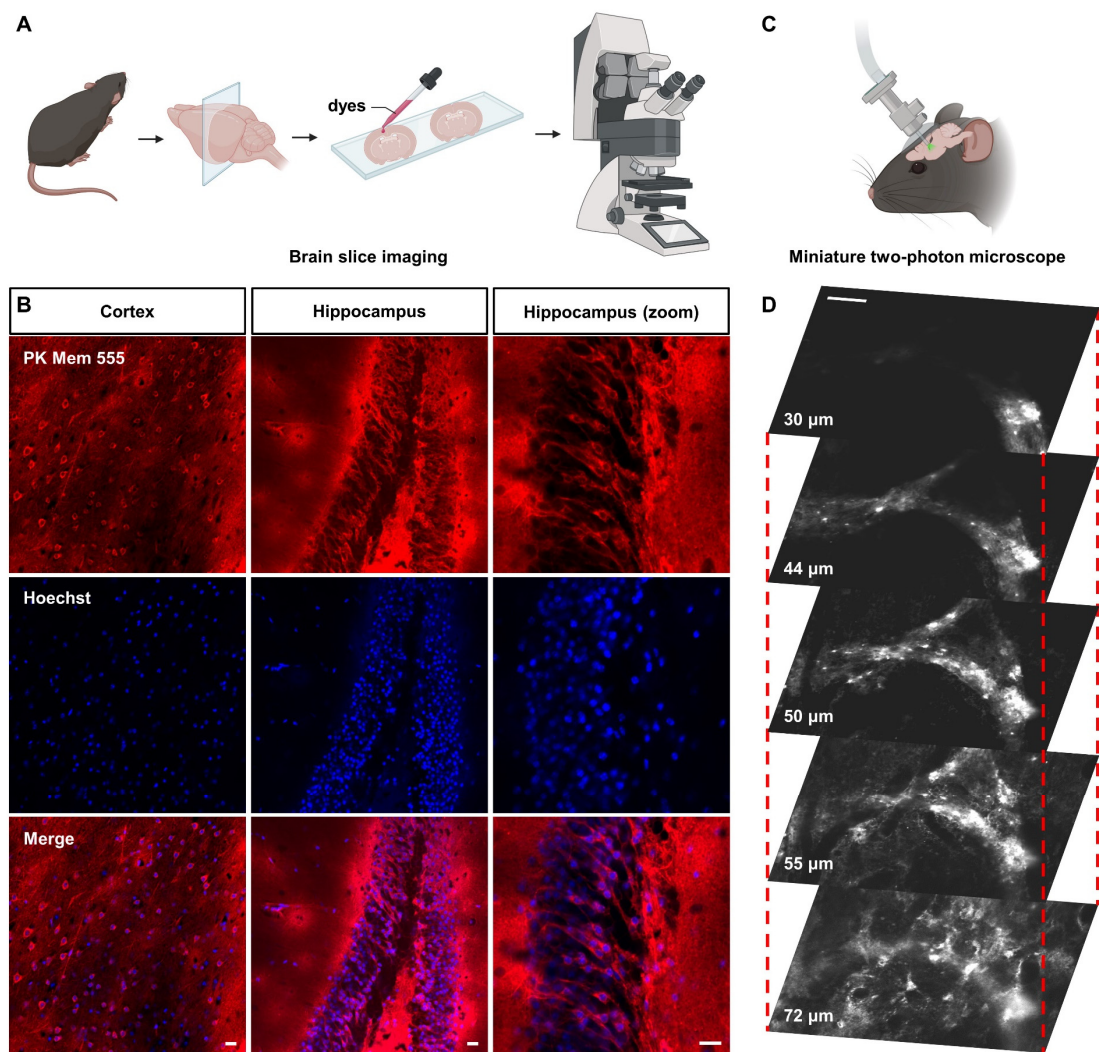 A
dyes
Brain slice imaging
C
Miniature two-photon microscope
B
Cortex
Hippocampus
Hippocampus (zoom)
PK Mem 555
Hoechst
Merge
D
30 µm
44 µm
50 µm
55 µm
72 µm